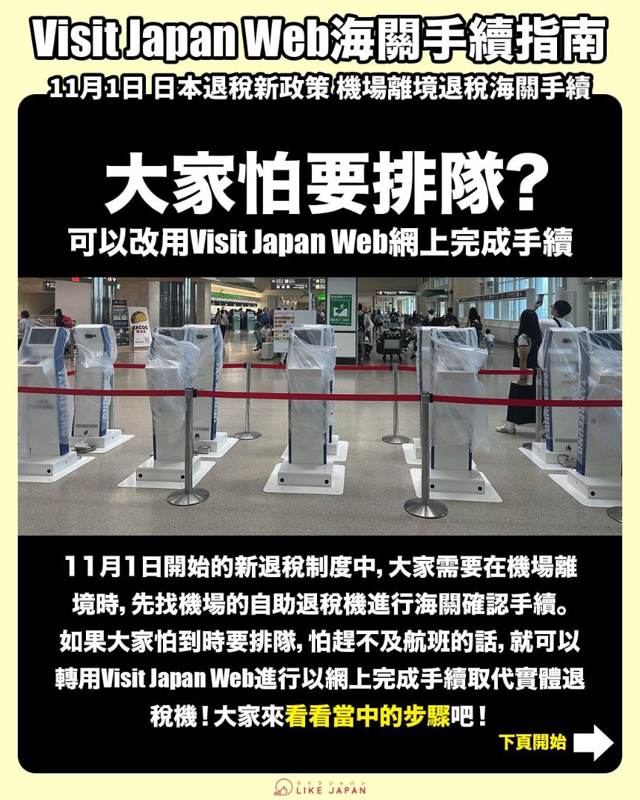 Visit Japan Web海關手續指南
11月1日 日本退稅新政策 機場離境退稅海關手續
大家怕要排隊?
可以改用Visit Japan Web網上完成手續
11月1日開始的新退稅制度中, 大家需要在機場離
境時, 先找機場的自助退稅機進行海關確認手續。
如果大家怕到時要排隊, 怕趕不及航班的話, 就可以
轉用Visit Japan Web進行以網上完成手續取代實體退
稅機！大家來看看當中的步驟吧！
下頁開始
ライクジャパン
LIKE JAPAN